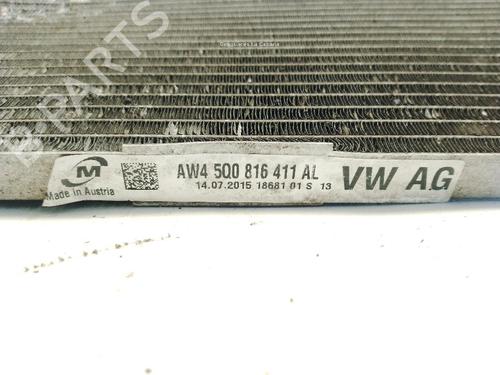 B-PARTS
M
Made in Austria
AW4 5Q0 816 411 AL
14.07.2015 18681 01 S 13
VW AG